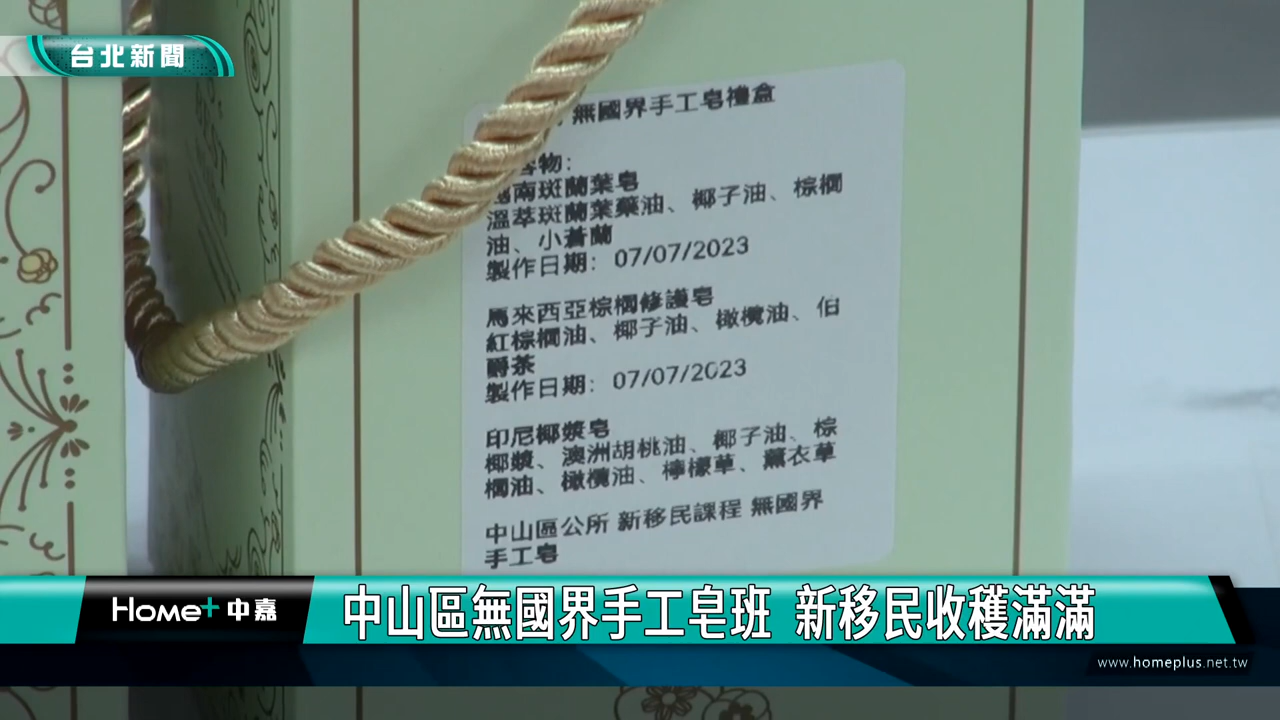 台北新聞
無國界手工皂禮盒
容物:
越南斑蘭葉皂
溫萃斑蘭葉藥油、椰子油、棕櫚
油、小蒼蘭
製作日期: 07/07/2023
馬來西亞棕櫚修護皂
紅棕櫚油、椰子油、橄欖油、伯
爵茶
製作日期: 07/07/2023
印尼椰漿皂
椰漿、澳洲胡桃油、椰子油、棕
櫚油、橄欖油、檸檬草、薰衣草
中山區公所 新移民課程 無國界
手工皂
Home+ 中嘉
中山區無國界手工皂班 新移民收穫滿滿
www.homeplus.net.tw